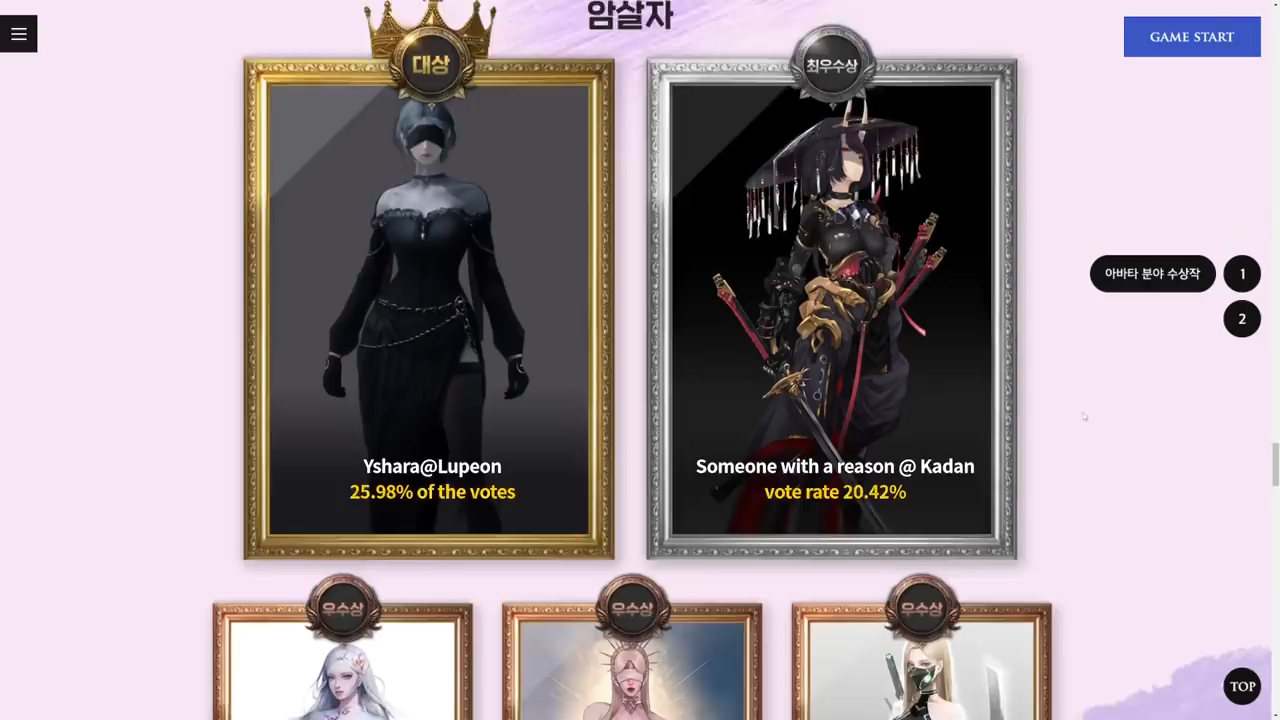 암살자
GAME START
대상
최우수상
아바타 분야 수상작
1
2
Yshara@Lupeon
25.98% of the votes
Someone with a reason @ Kadan
vote rate 20.42%
우수상
우수상
우수상
TOP